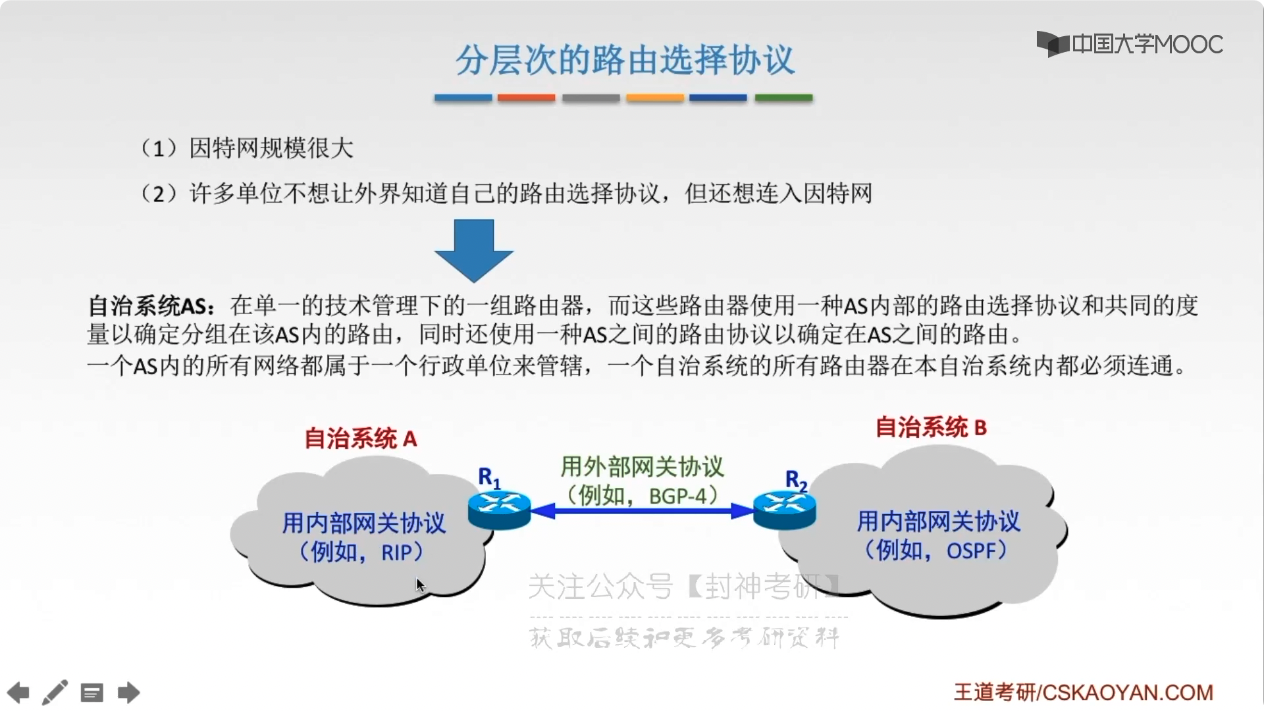 中国大学MOOC
分层次的路由选择协议
（1）因特网规模很大
（2）许多单位不想让外界知道自己的路由选择协议，但还想连入因特网
自治系统AS：在单一的技术管理下的一组路由器，而这些路由器使用一种AS内部的路由选择协议和共同的度
量以确定分组在该AS内的路由，同时还使用一种AS之间的路由协议以确定在AS之间的路由。
一个AS内的所有网络都属于一个行政单位来管辖，一个自治系统的所有路由器在本自治系统内都必须连通。
自治系统 A
自治系统 B
R1
用外部网关协议
（例如，BGP-4）
R2
用内部网关协议
（例如，RIP）
用内部网关协议
（例如，OSPF）
关注公众号【封神考研】
获取后续和更多考研资料
王道考研/CSKAOYAN.COM